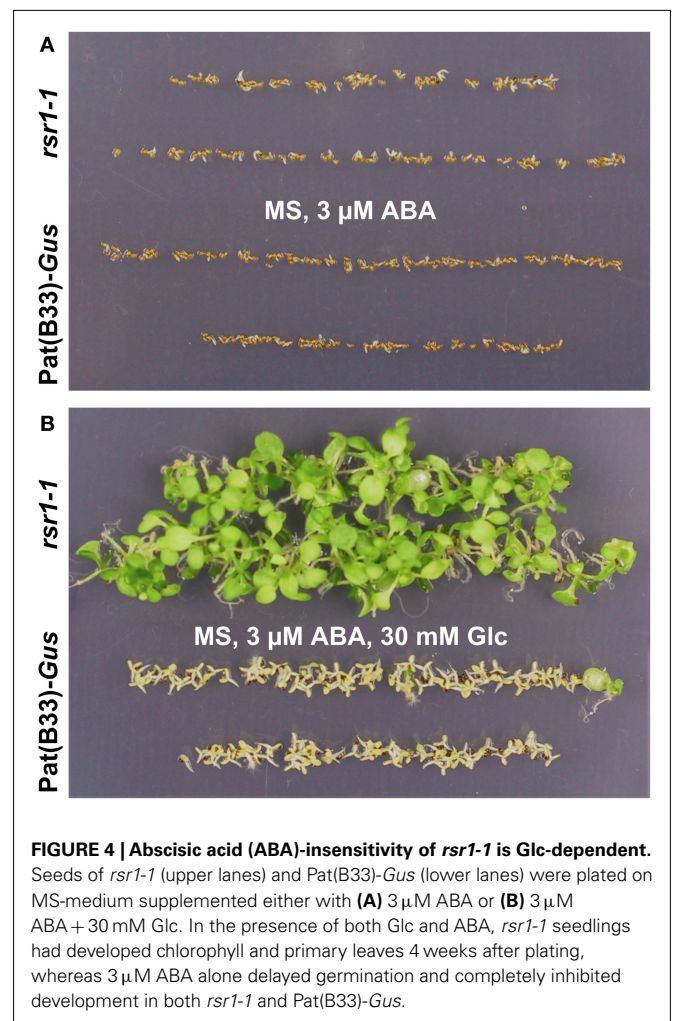 A
rsr1-1
MS, 3 µM ABA
Pat(B33)-Gus
B
rsr1-1
MS, 3 µM ABA, 30 mM Glc
Pat(B33)-Gus
FIGURE 4 | Abscisic acid (ABA)-insensitivity of rsr1-1 is Glc-dependent.
Seeds of rsr1-1 (upper lanes) and Pat(B33)-Gus (lower lanes) were plated on
MS-medium supplemented either with (A) 3 µM ABA or (B) 3 µM
ABA + 30 mM Glc. In the presence of both Glc and ABA, rsr1-1 seedlings
had developed chlorophyll and primary leaves 4 weeks after plating,
whereas 3 µM ABA alone delayed germination and completely inhibited
development in both rsr1-1 and Pat(B33)-Gus.